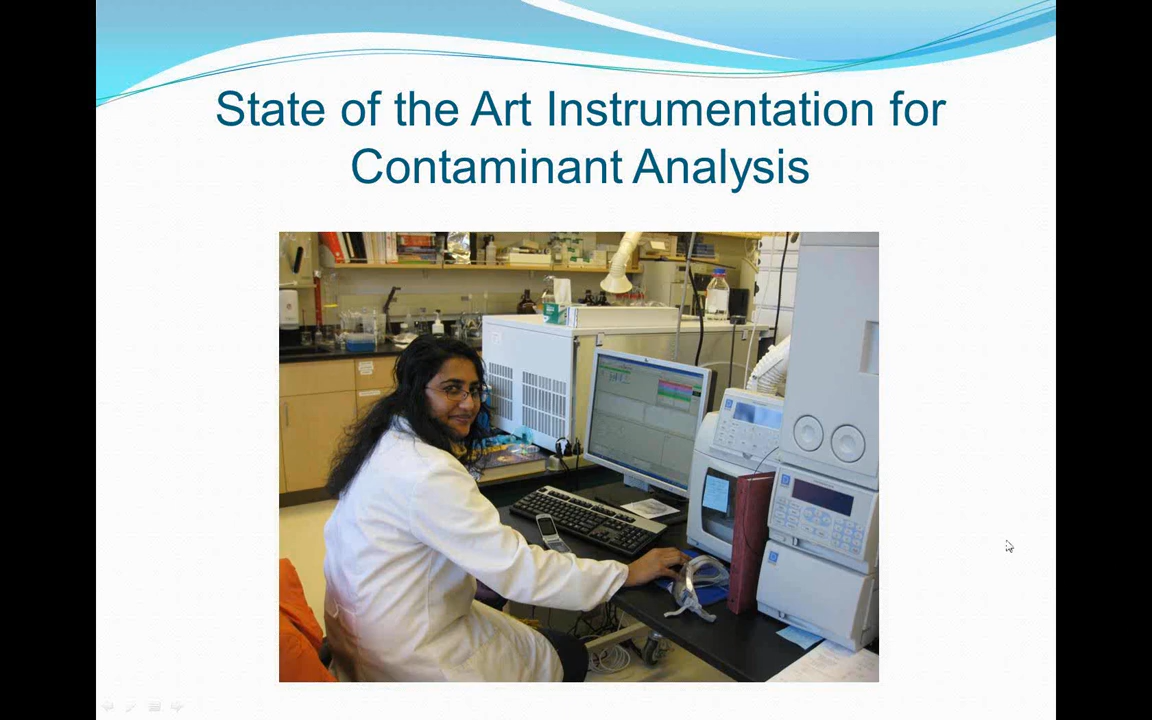 State of the Art Instrumentation for
Contaminant Analysis